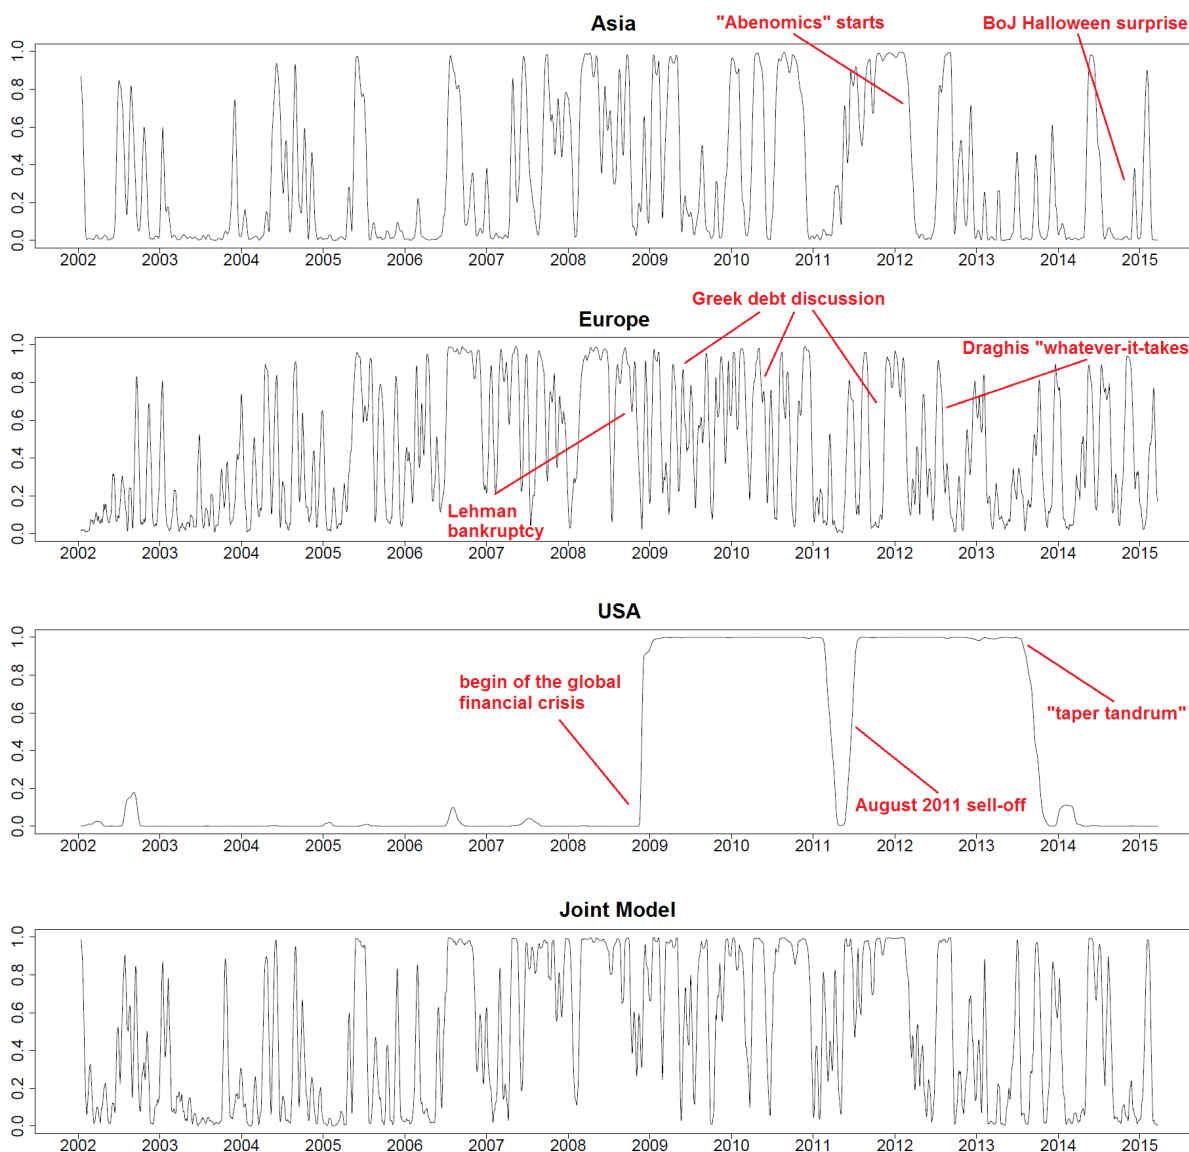 Asia
"Abenomics" starts
BoJ Halloween surprise
1.0
0.8
0.6
0.4
0.2
0.0
2002 2003 2004 2005 2006 2007 2008 2009 2010 2011 2012 2013 2014 2015
Greek debt discussion
Europe
Draghis "whatever-it-takes
1.0
0.8
0.6
0.4
0.2
0.0
Lehman
bankruptcy
2002 2003 2004 2005 2006 2007 2008 2009 2010 2011 2012 2013 2014 2015
USA
1.0
0.8
0.6
0.4
0.2
0.0
begin of the global
financial crisis
"taper tandrum"
August 2011 sell-off
2002 2003 2004 2005 2006 2007 2008 2009 2010 2011 2012 2013 2014 2015
Joint Model
1.0
0.8
0.6
0.4
0.2
0.0
2002 2003 2004 2005 2006 2007 2008 2009 2010 2011 2012 2013 2014 2015